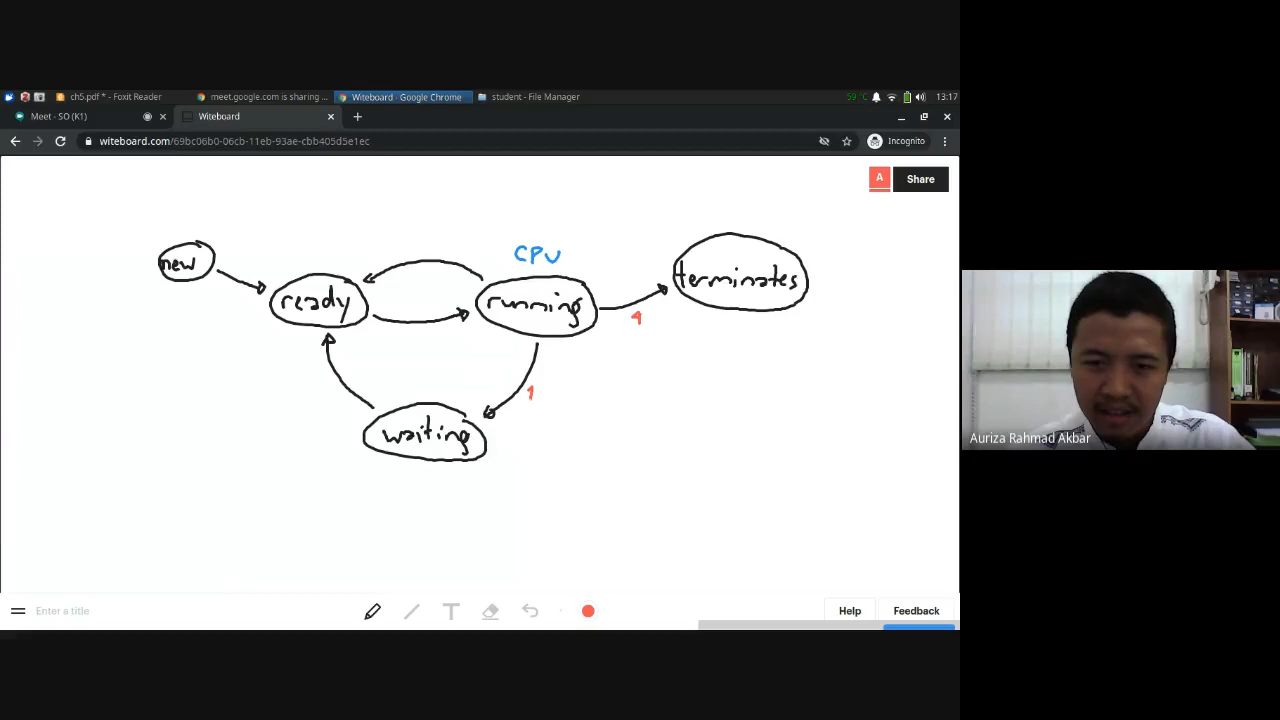 ch5.pdf * - Foxit Reader
meet.google.com is sharing ...
Witeboard - Google Chrome
student - File Manager
59°C
13:17
Meet - SO (K1)
Witeboard
witeboard.com/69bc06b0-06cb-11eb-93ae-cbb405d5e1ec
Incognito
A
Share
new
ready
CPU
running
terminates
4
1
waiting
Auriza Rahmad Akbar
Enter a title
T
Help
Feedback